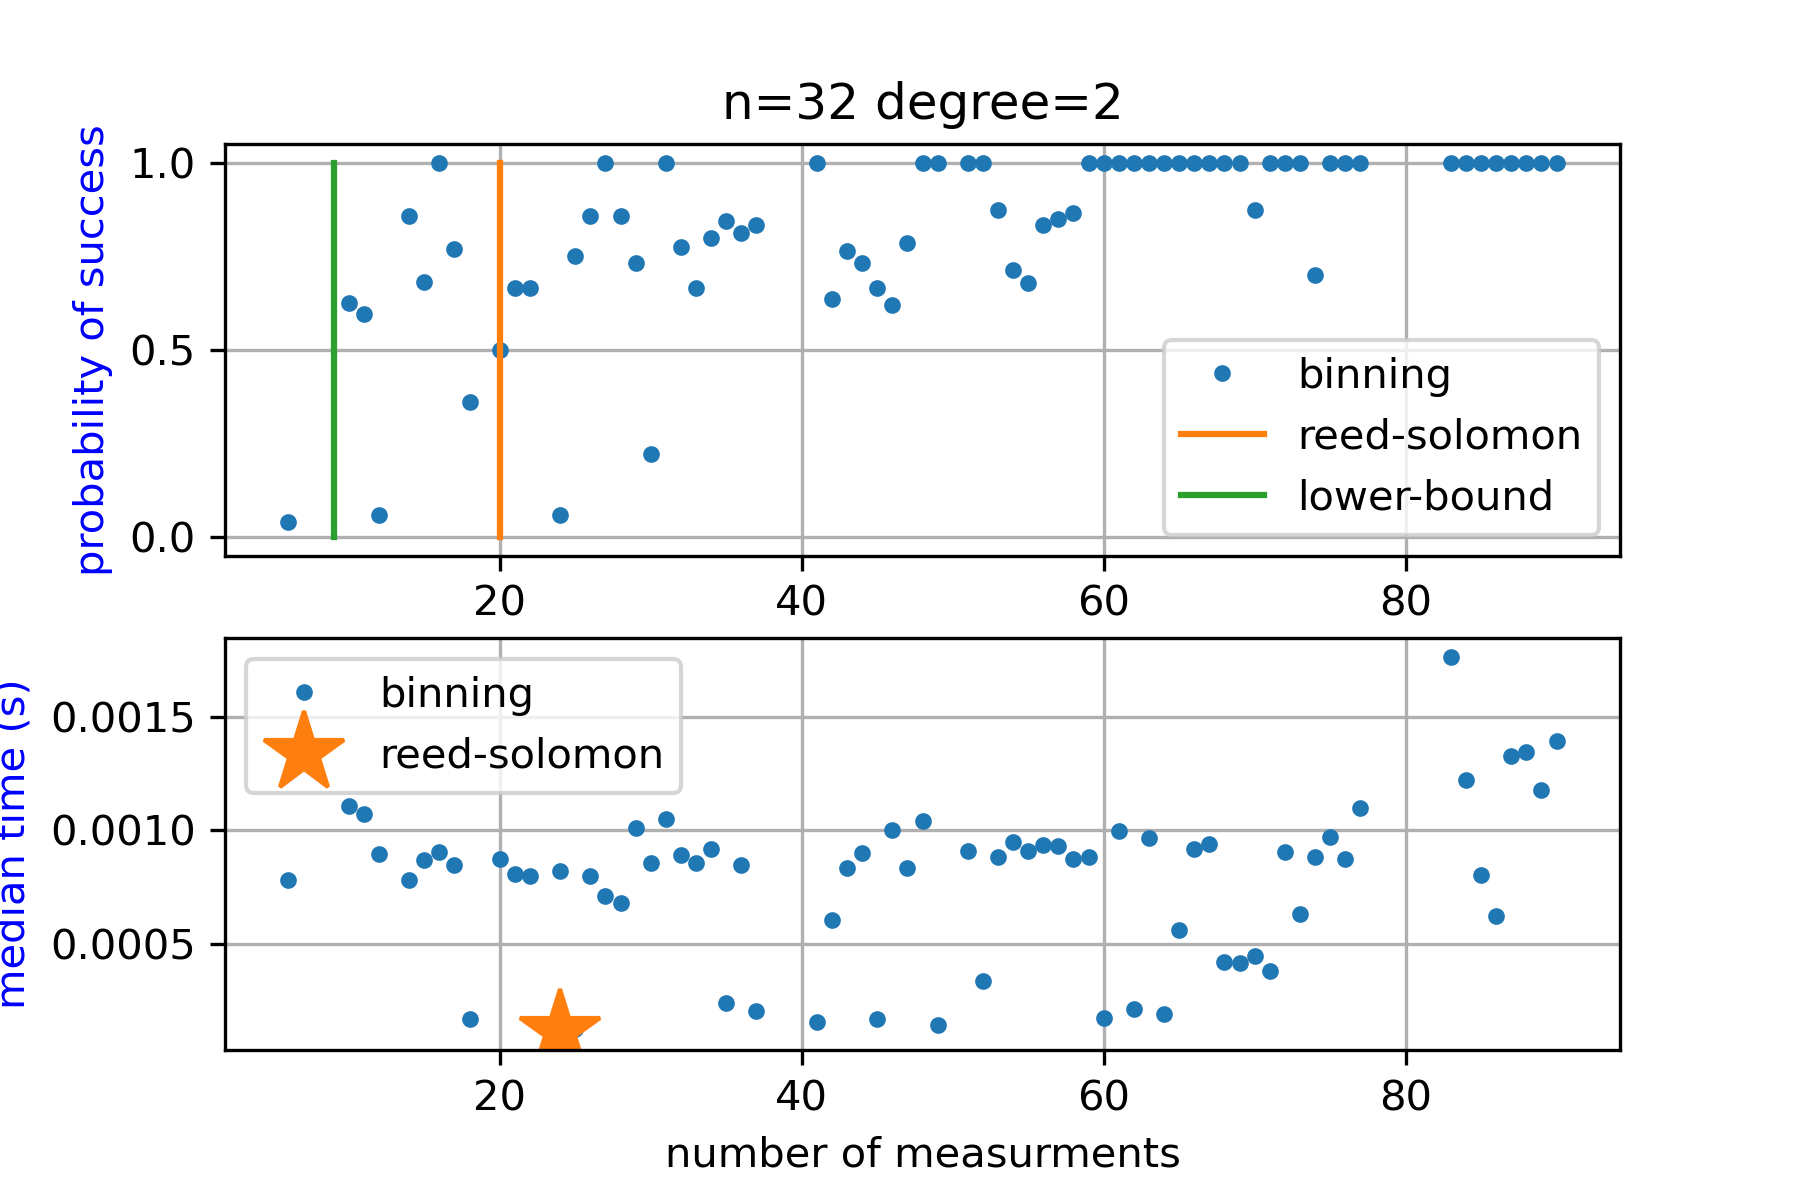 n=32 degree=2
probability of success
1.0
0.5
0.0
binning
reed-solomon
lower-bound
20 40 60 80
median time (s)
0.0015
0.0010
0.0005
binning
reed-solomon
20 40 60 80
number of measurments